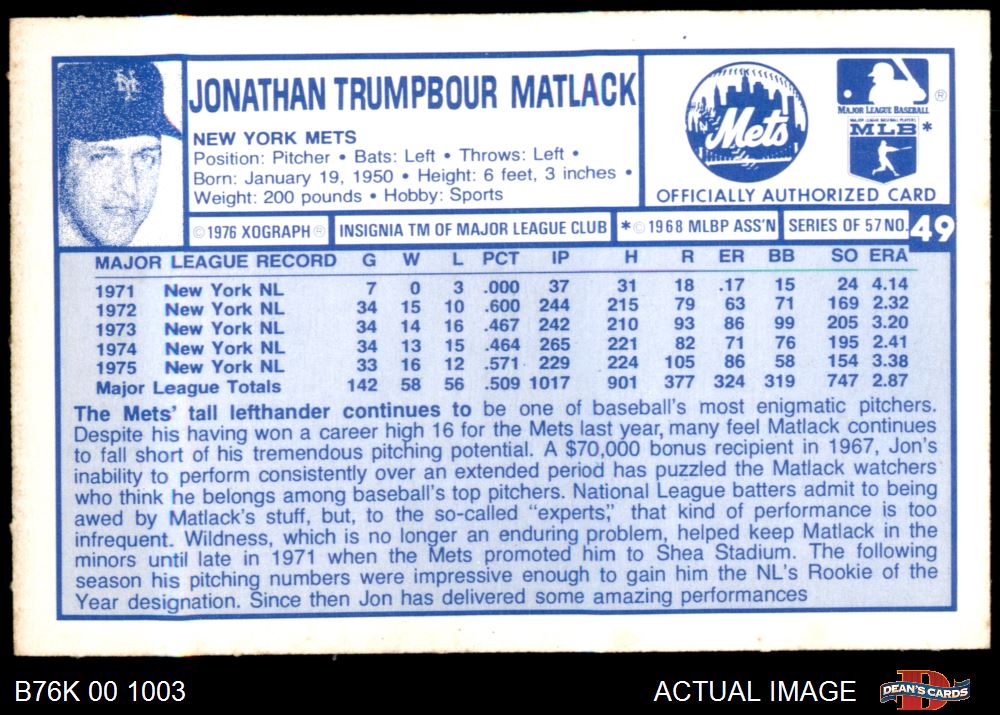 NY
JONATHAN TRUMPBOUR MATLACK
NEW YORK METS
Position: Pitcher • Bats: Left • Throws: Left •
Born: January 19, 1950 • Height: 6 feet, 3 inches •
Weight: 200 pounds • Hobby: Sports
Mets
®
MAJOR LEAGUE BASEBALL
MAJOR LEAGUE BASEBALL PLAYERS
MLB *
OFFICIALLY AUTHORIZED CARD
© 1976 XOGRAPH ® INSIGNIA TM OF MAJOR LEAGUE CLUB * © 1968 MLBP ASS'N SERIES OF 57 NO. 49
MAJOR LEAGUE RECORD G W L PCT IP H R ER BB SO ERA
1971 New York NL 7 0 3 .000 37 31 18 .17 15 24 4.14
1972 New York NL 34 15 10 .600 244 215 79 63 71 169 2.32
1973 New York NL 34 14 16 .467 242 210 93 86 99 205 3.20
1974 New York NL 34 13 15 .464 265 221 82 71 76 195 2.41
1975 New York NL 33 16 12 .571 229 224 105 86 58 154 3.38
Major League Totals 142 58 56 .509 1017 901 377 324 319 747 2.87
The Mets' tall lefthander continues to be one of baseball's most enigmatic pitchers.
Despite his having won a career high 16 for the Mets last year, many feel Matlack continues
to fall short of his tremendous pitching potential. A $70,000 bonus recipient in 1967, Jon's
inability to perform consistently over an extended period has puzzled the Matlack watchers
who think he belongs among baseball's top pitchers. National League batters admit to being
awed by Matlack's stuff, but, to the so-called "experts," that kind of performance is too
infrequent. Wildness, which is no longer an enduring problem, helped keep Matlack in the
minors until late in 1971 when the Mets promoted him to Shea Stadium. The following
season his pitching numbers were impressive enough to gain him the NL's Rookie of the
Year designation. Since then Jon has delivered some amazing performances
B76K 00 1003
ACTUAL IMAGE
DEAN'S CARDS